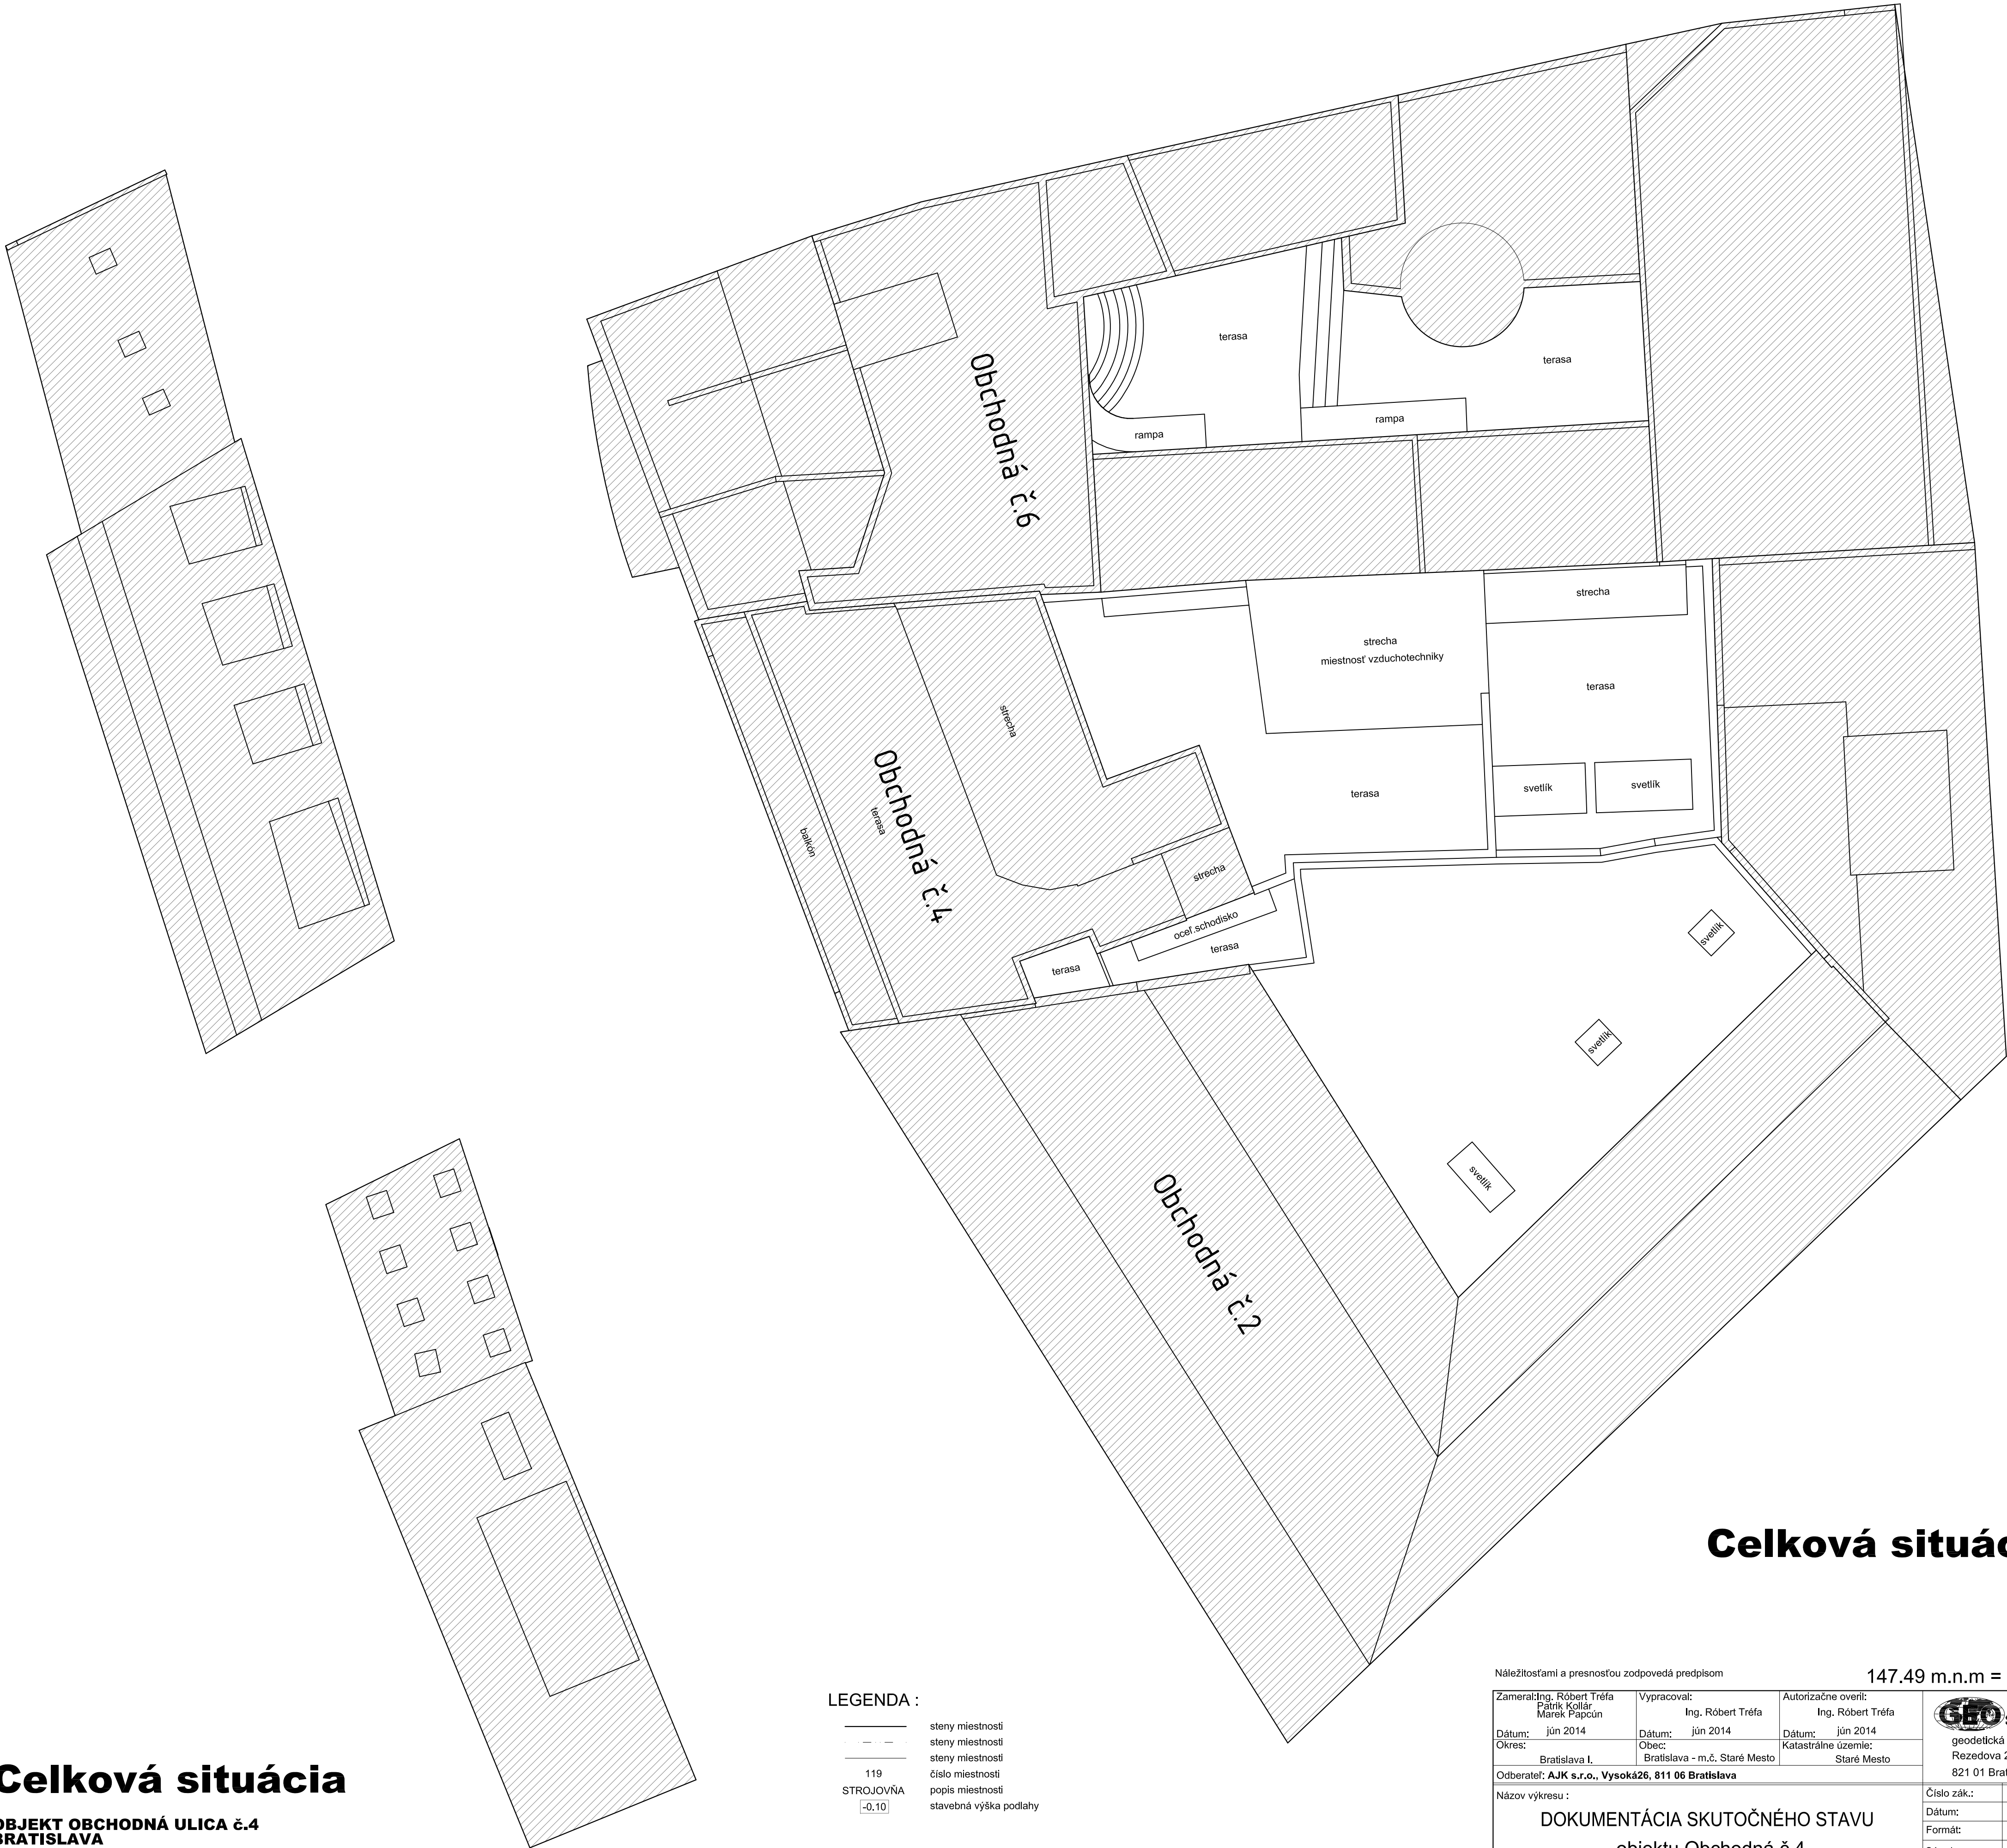 terasa
terasa
rampa
rampa
Obchodná č.6
strecha
strecha
miestnosť vzduchotechniky
terasa
strecha
svetlík
svetlík
terasa
Obchodná č.4
terasa
balkón
strecha
oceľ.schodisko
terasa
terasa
svetlík
svetlík
svetlík
Obchodná č.2
Celková situác
LEGENDA :
steny miestnosti
steny miestnosti
steny miestnosti
119 číslo miestnosti
STROJOVŇA popis miestnosti
-0.10 stavebná výška podlahy
Celková situácia
OBJEKT OBCHODNÁ ULICA č.4
BRATISLAVA
Náležitosťami a presnosťou zodpovedá predpisom
147.49 m.n.m =
Zameral:Ing. Róbert Tréfa
Patrik Kollár
Marek Papcún
Dátum: jún 2014
Vypracoval:
Ing. Róbert Tréfa
Dátum: jún 2014
Autorizačne overil:
Ing. Róbert Tréfa
Dátum: jún 2014
Okres:
Bratislava I.
Obec:
Bratislava - m.č. Staré Mesto
Katastrálne územie:
Staré Mesto
Odberateľ: AJK s.r.o., Vysoká26, 811 06 Bratislava
GEO
geodetická
Rezedova 2
821 01 Brat
Názov výkresu :
DOKUMENTÁCIA SKUTOČNÉHO STAVU
objektu Obchodná č.4
Číslo zák.:
Dátum:
Formát: